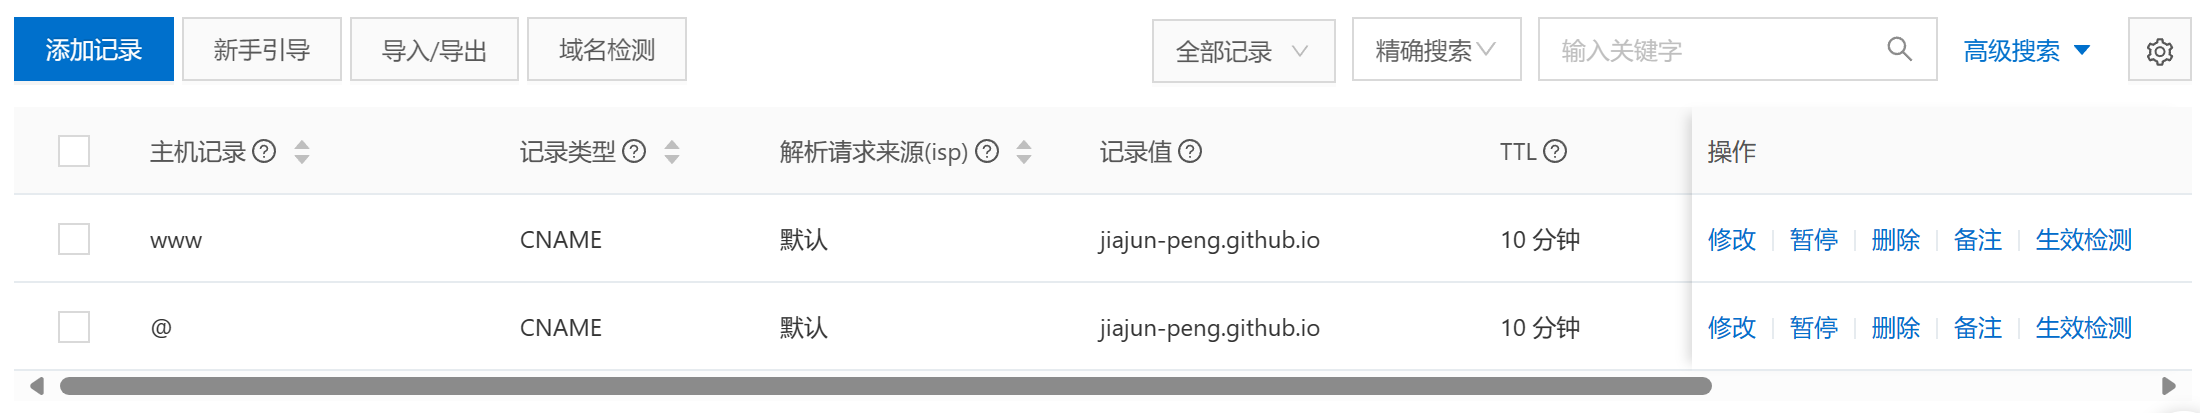 添加记录 新手引导 导入/导出 域名检测 全部记录 精确搜索 输入关键字 高级搜索
主机记录 记录类型 解析请求来源(isp) 记录值 TTL 操作
www CNAME 默认 jiajun-peng.github.io 10 分钟 修改 暂停 删除 备注 生效检测
@ CNAME 默认 jiajun-peng.github.io 10 分钟 修改 暂停 删除 备注 生效检测